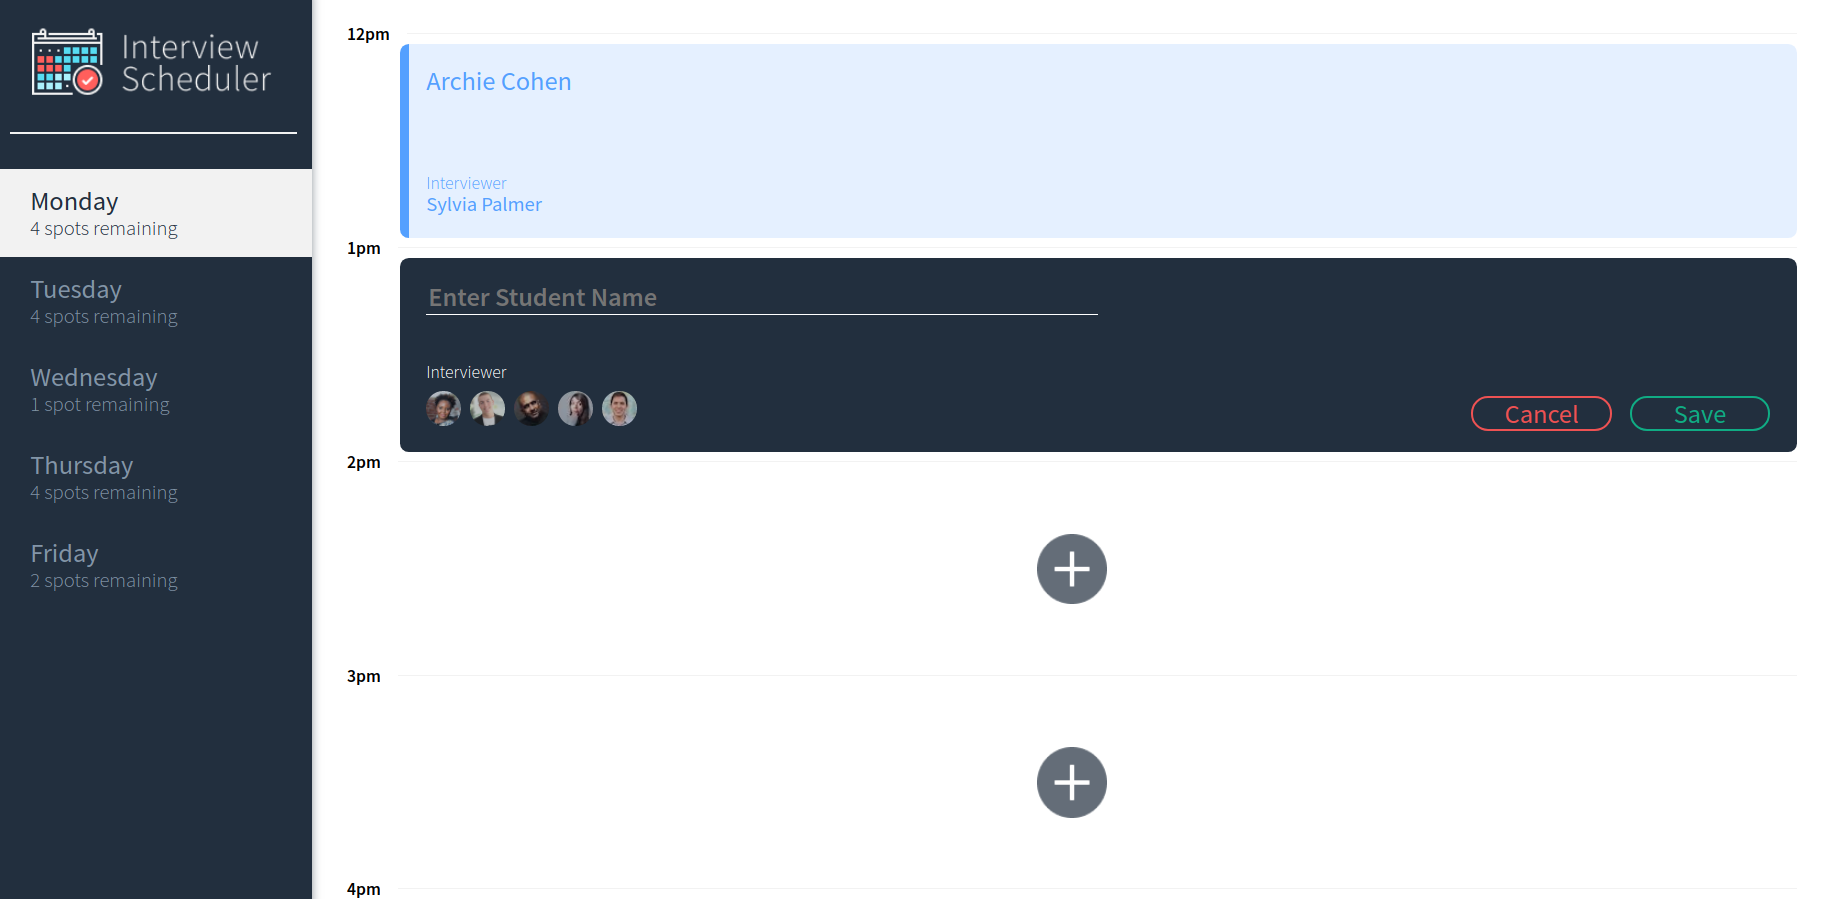 Interview
Scheduler
Monday
4 spots remaining
Tuesday
4 spots remaining
Wednesday
1 spot remaining
Thursday
4 spots remaining
Friday
2 spots remaining
12pm
Archie Cohen
Interviewer
Sylvia Palmer
1pm
Enter Student Name
Interviewer
Cancel
Save
2pm
3pm
4pm